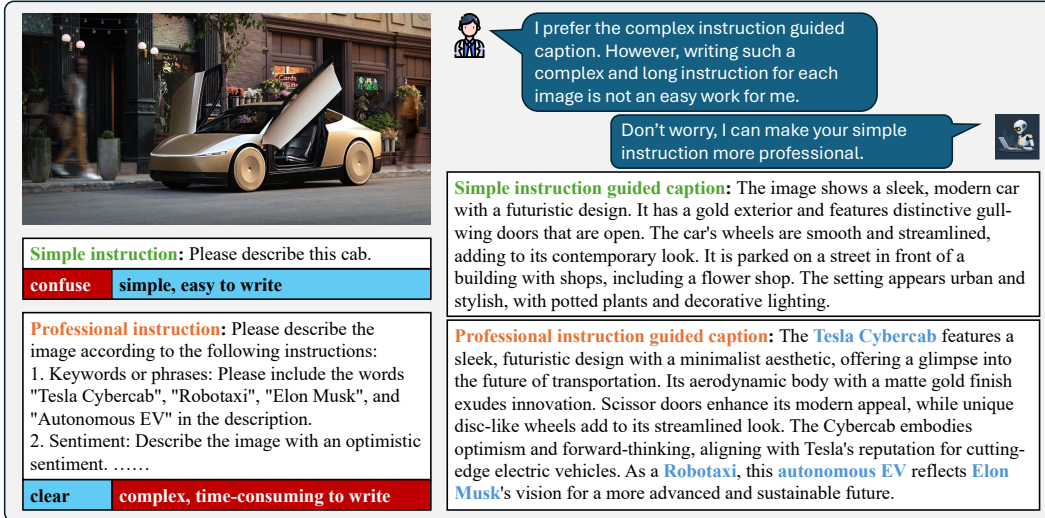 Cards
I prefer the complex instruction guided
caption. However, writing such a
complex and long instruction for each
image is not an easy work for me.
Don't worry, I can make your simple
instruction more professional.
Simple instruction: Please describe this cab.
confuse simple, easy to write
Professional instruction: Please describe the
image according to the following instructions:
1. Keywords or phrases: Please include the words
"Tesla Cybercab", "Robotaxi", "Elon Musk", and
"Autonomous EV" in the description.
2. Sentiment: Describe the image with an optimistic
sentiment. ……
clear complex, time-consuming to write
Simple instruction guided caption: The image shows a sleek, modern car
with a futuristic design. It has a gold exterior and features distinctive gull-
wing doors that are open. The car's wheels are smooth and streamlined,
adding to its contemporary look. It is parked on a street in front of a
building with shops, including a flower shop. The setting appears urban and
stylish, with potted plants and decorative lighting.
Professional instruction guided caption: The Tesla Cybercab features a
sleek, futuristic design with a minimalist aesthetic, offering a glimpse into
the future of transportation. Its aerodynamic body with a matte gold finish
exudes innovation. Scissor doors enhance its modern appeal, while unique
disc-like wheels add to its streamlined look. The Cybercab embodies
optimism and forward-thinking, aligning with Tesla's reputation for cutting-
edge electric vehicles. As a Robotaxi, this autonomous EV reflects Elon
Musk's vision for a more advanced and sustainable future.